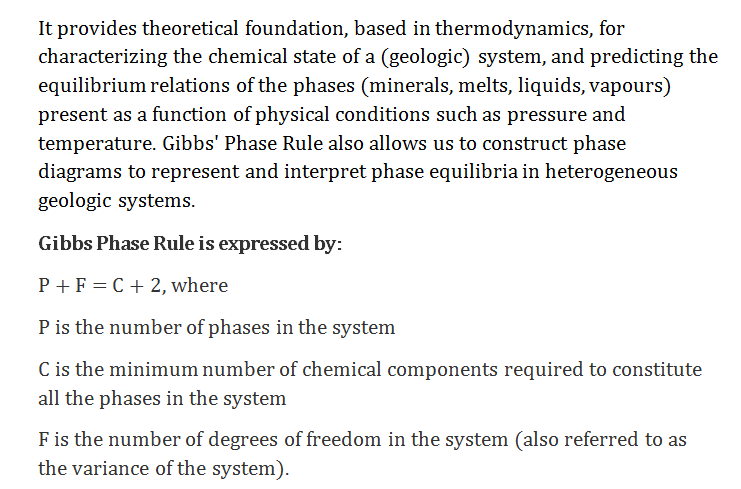 It provides theoretical foundation, based in thermodynamics, for
characterizing the chemical state of a (geologic) system, and predicting the
equilibrium relations of the phases (minerals, melts, liquids, vapours)
present as a function of physical conditions such as pressure and
temperature. Gibbs' Phase Rule also allows us to construct phase
diagrams to represent and interpret phase equilibria in heterogeneous
geologic systems.
Gibbs Phase Rule is expressed by:
P + F = C + 2, where
P is the number of phases in the system
C is the minimum number of chemical components required to constitute
all the phases in the system
F is the number of degrees of freedom in the system (also referred to as
the variance of the system).